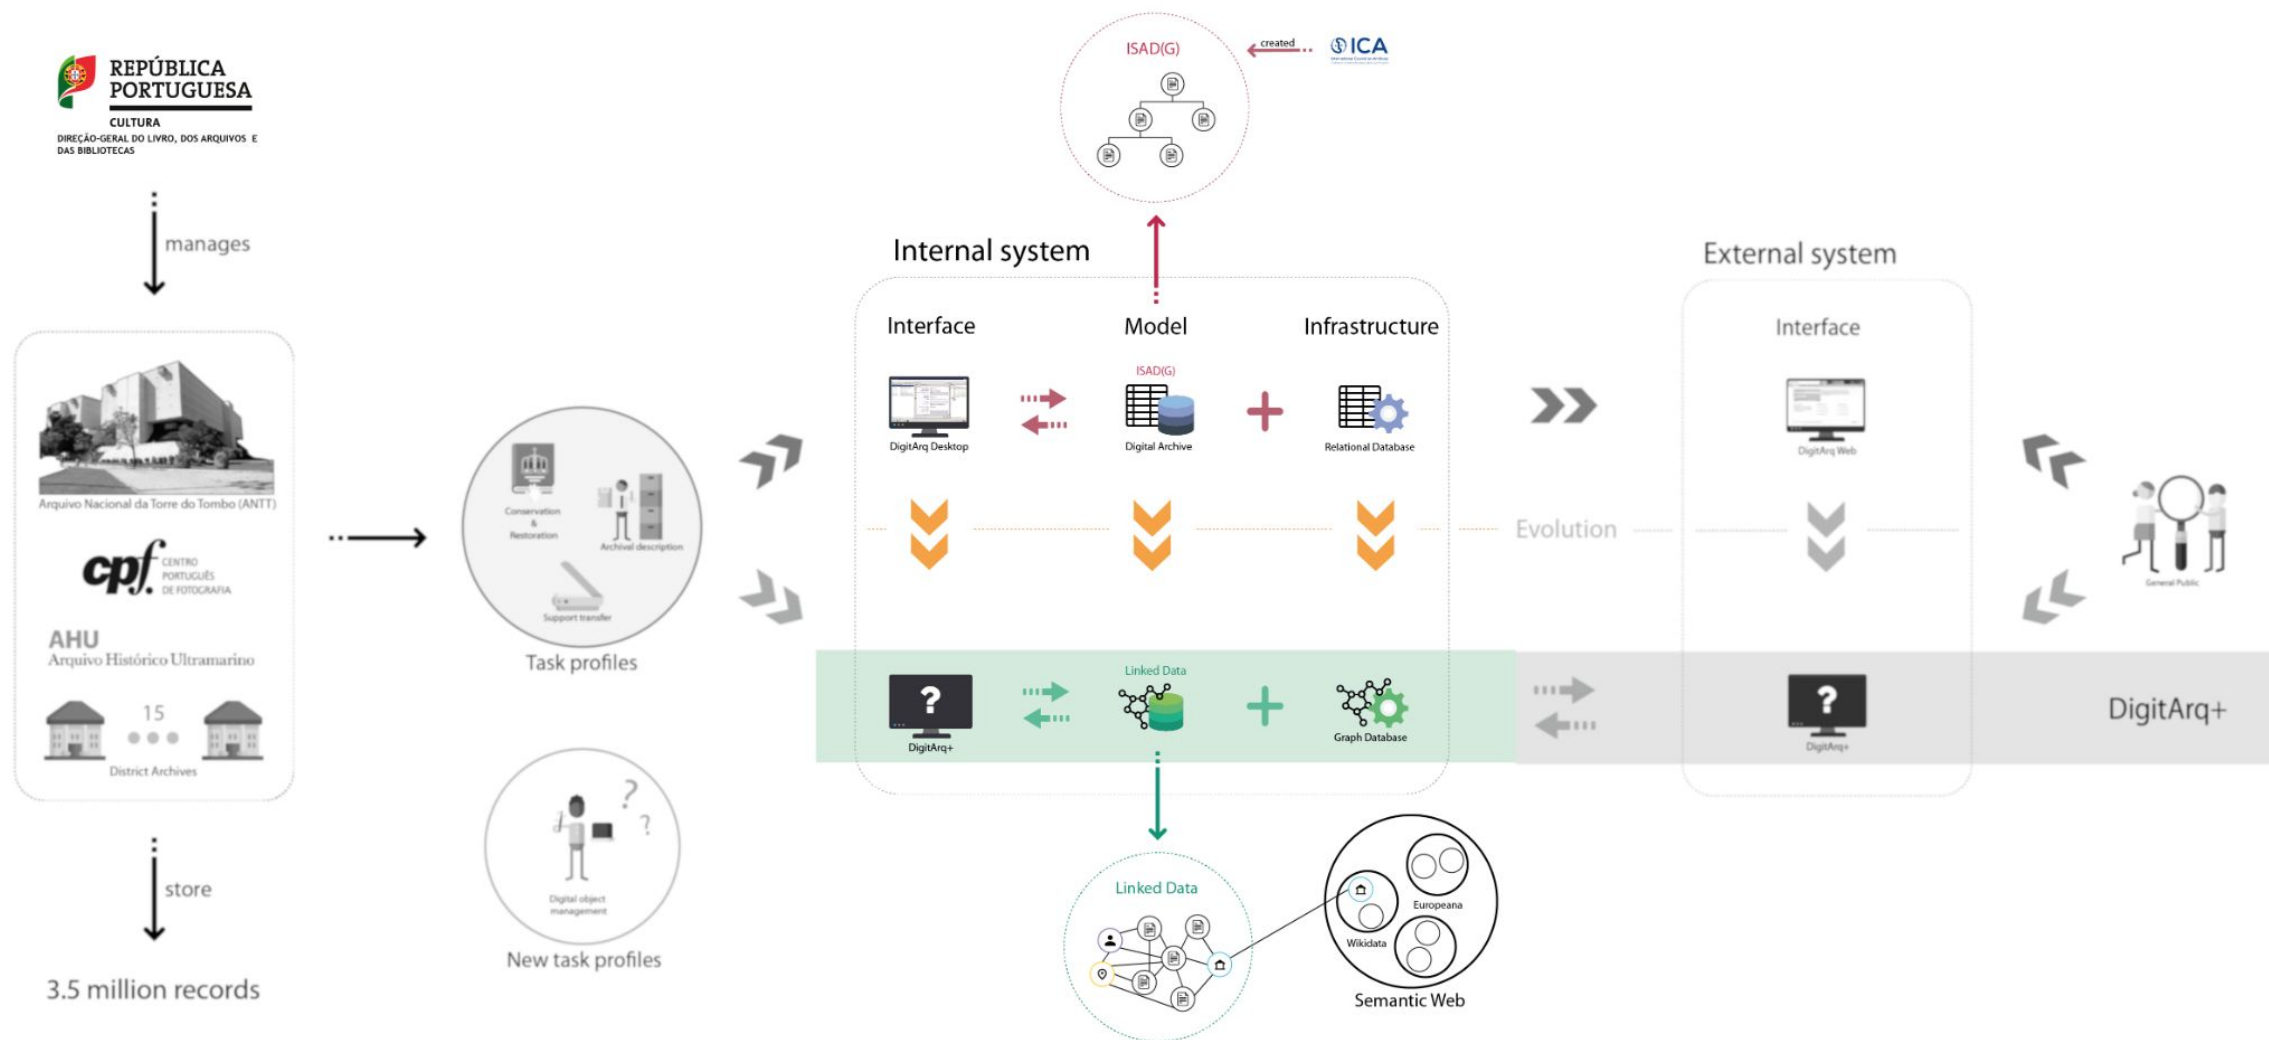 REPÚBLICA
PORTUGUESA
CULTURA
DIREÇÃO-GERAL DO LIVRO, DOS ARQUIVOS E
DAS BIBLIOTECAS
manages
Arquivo Nacional da Torre do Tombo (ANTT)
cpf.
CENTRO
PORTUGUÊS
DE FOTOGRAFIA
AHU
Arquivo Histórico Ultramarino
15
District Archives
store
3.5 million records
Conservation
&
Restoration
Archival description
Support transfer
Task profiles
? ?
Digital object
management
New task profiles
ISAD(G)
created
ICA
Internal system
Interface
Model
Infrastructure
ISAD(G)
DigitArq Desktop
Digital Archive
Relational Database
Evolution
Linked Data
?
DigitArq+
Graph Database
Linked Data
Europeana
Wikidata
Semantic Web
External system
Interface
DigitArq Web
General Public
?
DigitArq+
DigitArq+